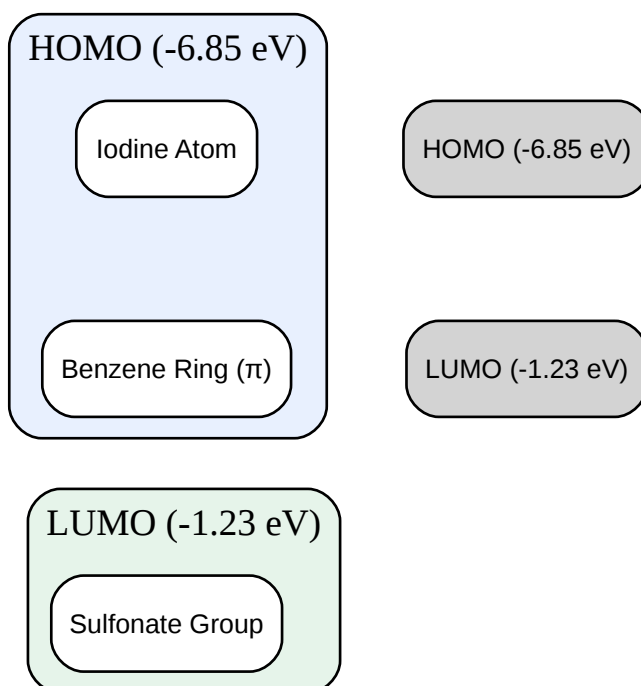 HOMO (-6.85 eV)
Iodine Atom
HOMO (-6.85 eV)
Benzene Ring (π)
LUMO (-1.23 eV)
LUMO (-1.23 eV)
Sulfonate Group